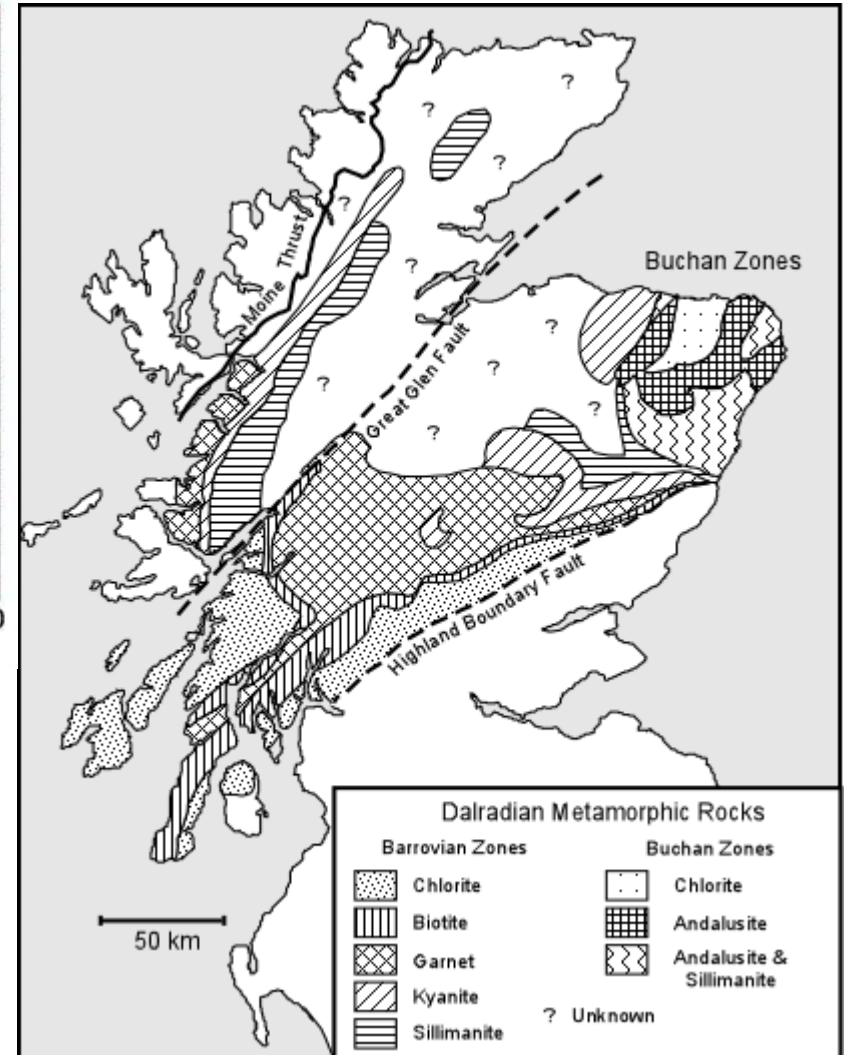 ?
?
?
?
Moine Thrust
?
Buchan Zones
?
Great Glen Fault
?
?
?
?
Highland Boundary Fault
Dalradian Metamorphic Rocks
Barrovian Zones
Buchan Zones
Chlorite
Chlorite
Biotite
Andalusite
Garnet
Andalusite &
Sillimanite
Kyanite
? Unknown
Sillimanite
50 km